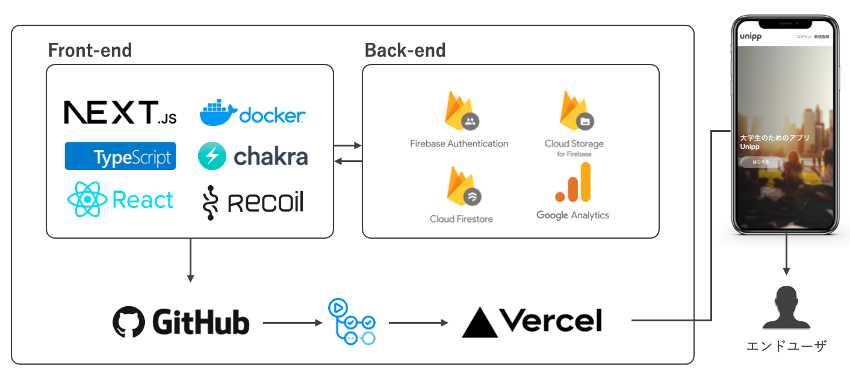 Front-end
Back-end
NEXT.JS
docker
TypeScript
chakra
React
RECOIL
Firebase Authentication
Cloud Storage
for Firebase
Cloud Firestore
Google Analytics
GitHub
Vercel
unipp
ログイン 新規登録
大学生のためのアプリ
Unipp
はじめる
エンドユーザ